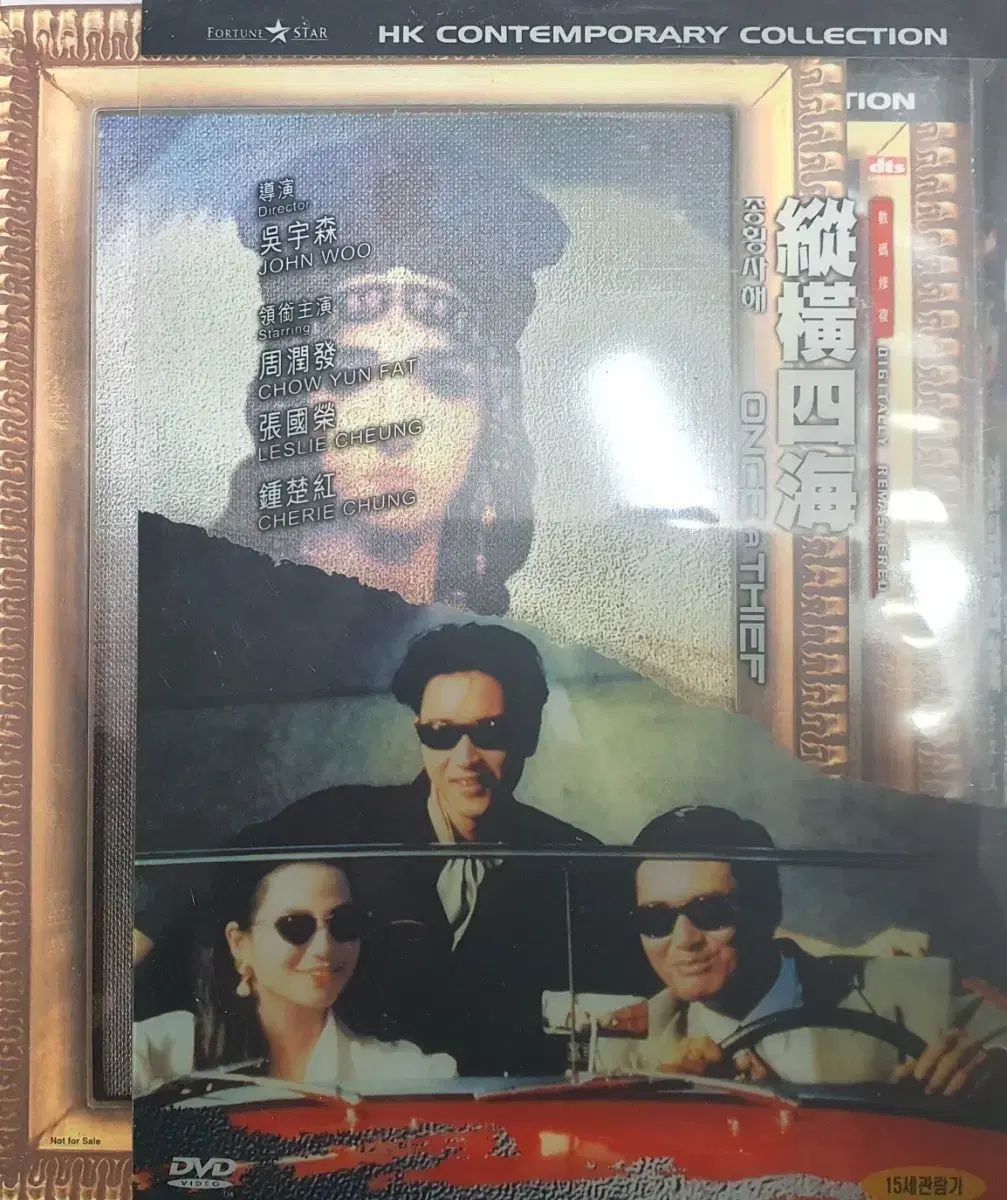 FORTUNE STAR
HK CONTEMPORARY COLLECTION
TION
dts
導演
Director
吳宇森
JOHN WOO
領銜主演
Starring
周潤發
CHOW YUN FAT
張國榮
LESLIE CHEUNG
鍾楚紅
CHERIE CHUNG
종횡사해
ONCE a THIEF
縱橫四海
數碼修復
DIGITALLY REMASTERED
Not for Sale
DVD
VIDEO
15세관람가